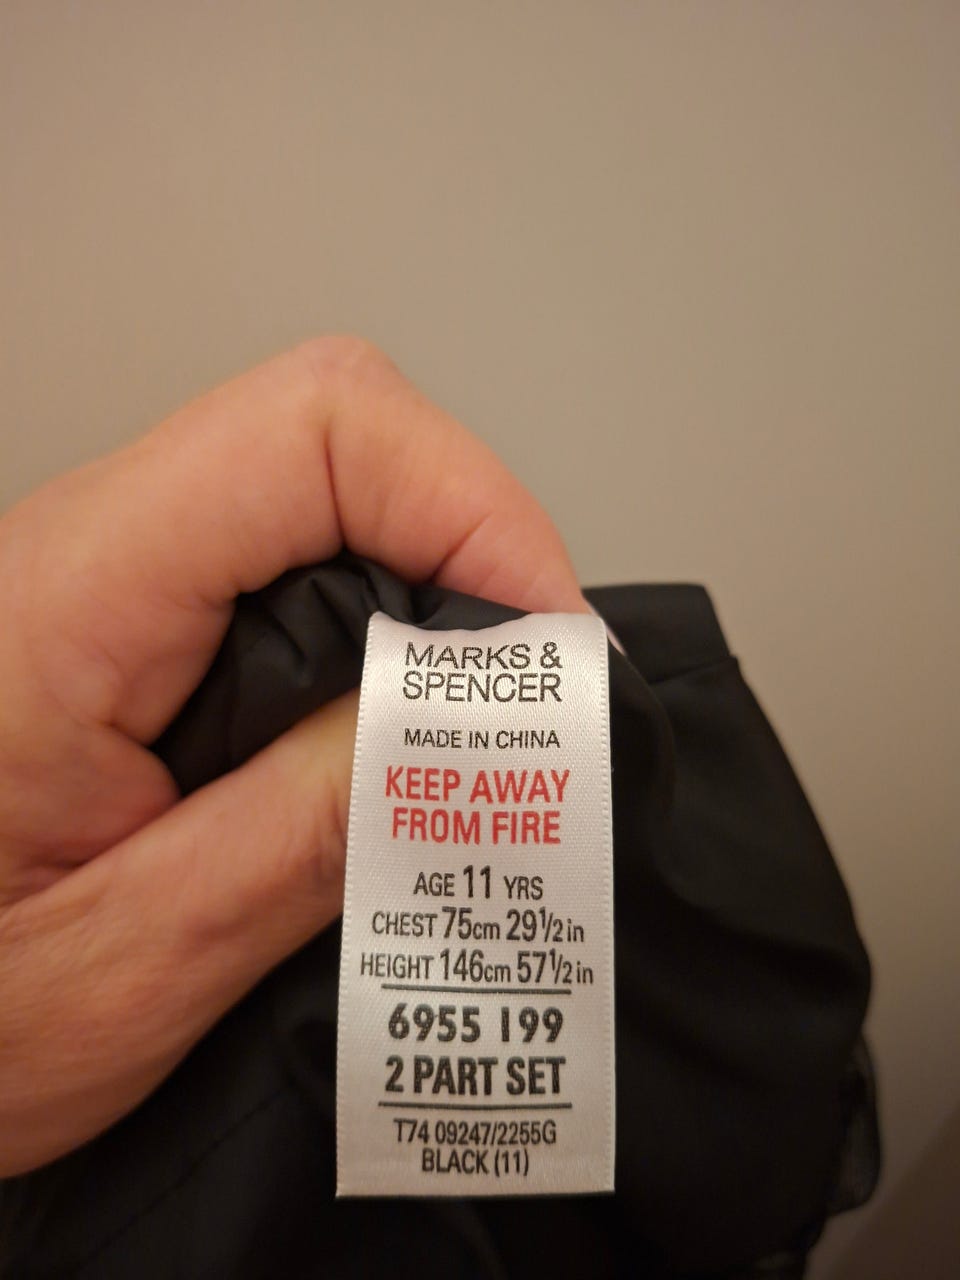 MARKS &
SPENCER
MADE IN CHINA
KEEP AWAY
FROM FIRE
AGE 11 YRS
CHEST 75cm 29½in
HEIGHT 146cm 57½in
6955 199
2 PART SET
T74 09247/2255G
BLACK (11)